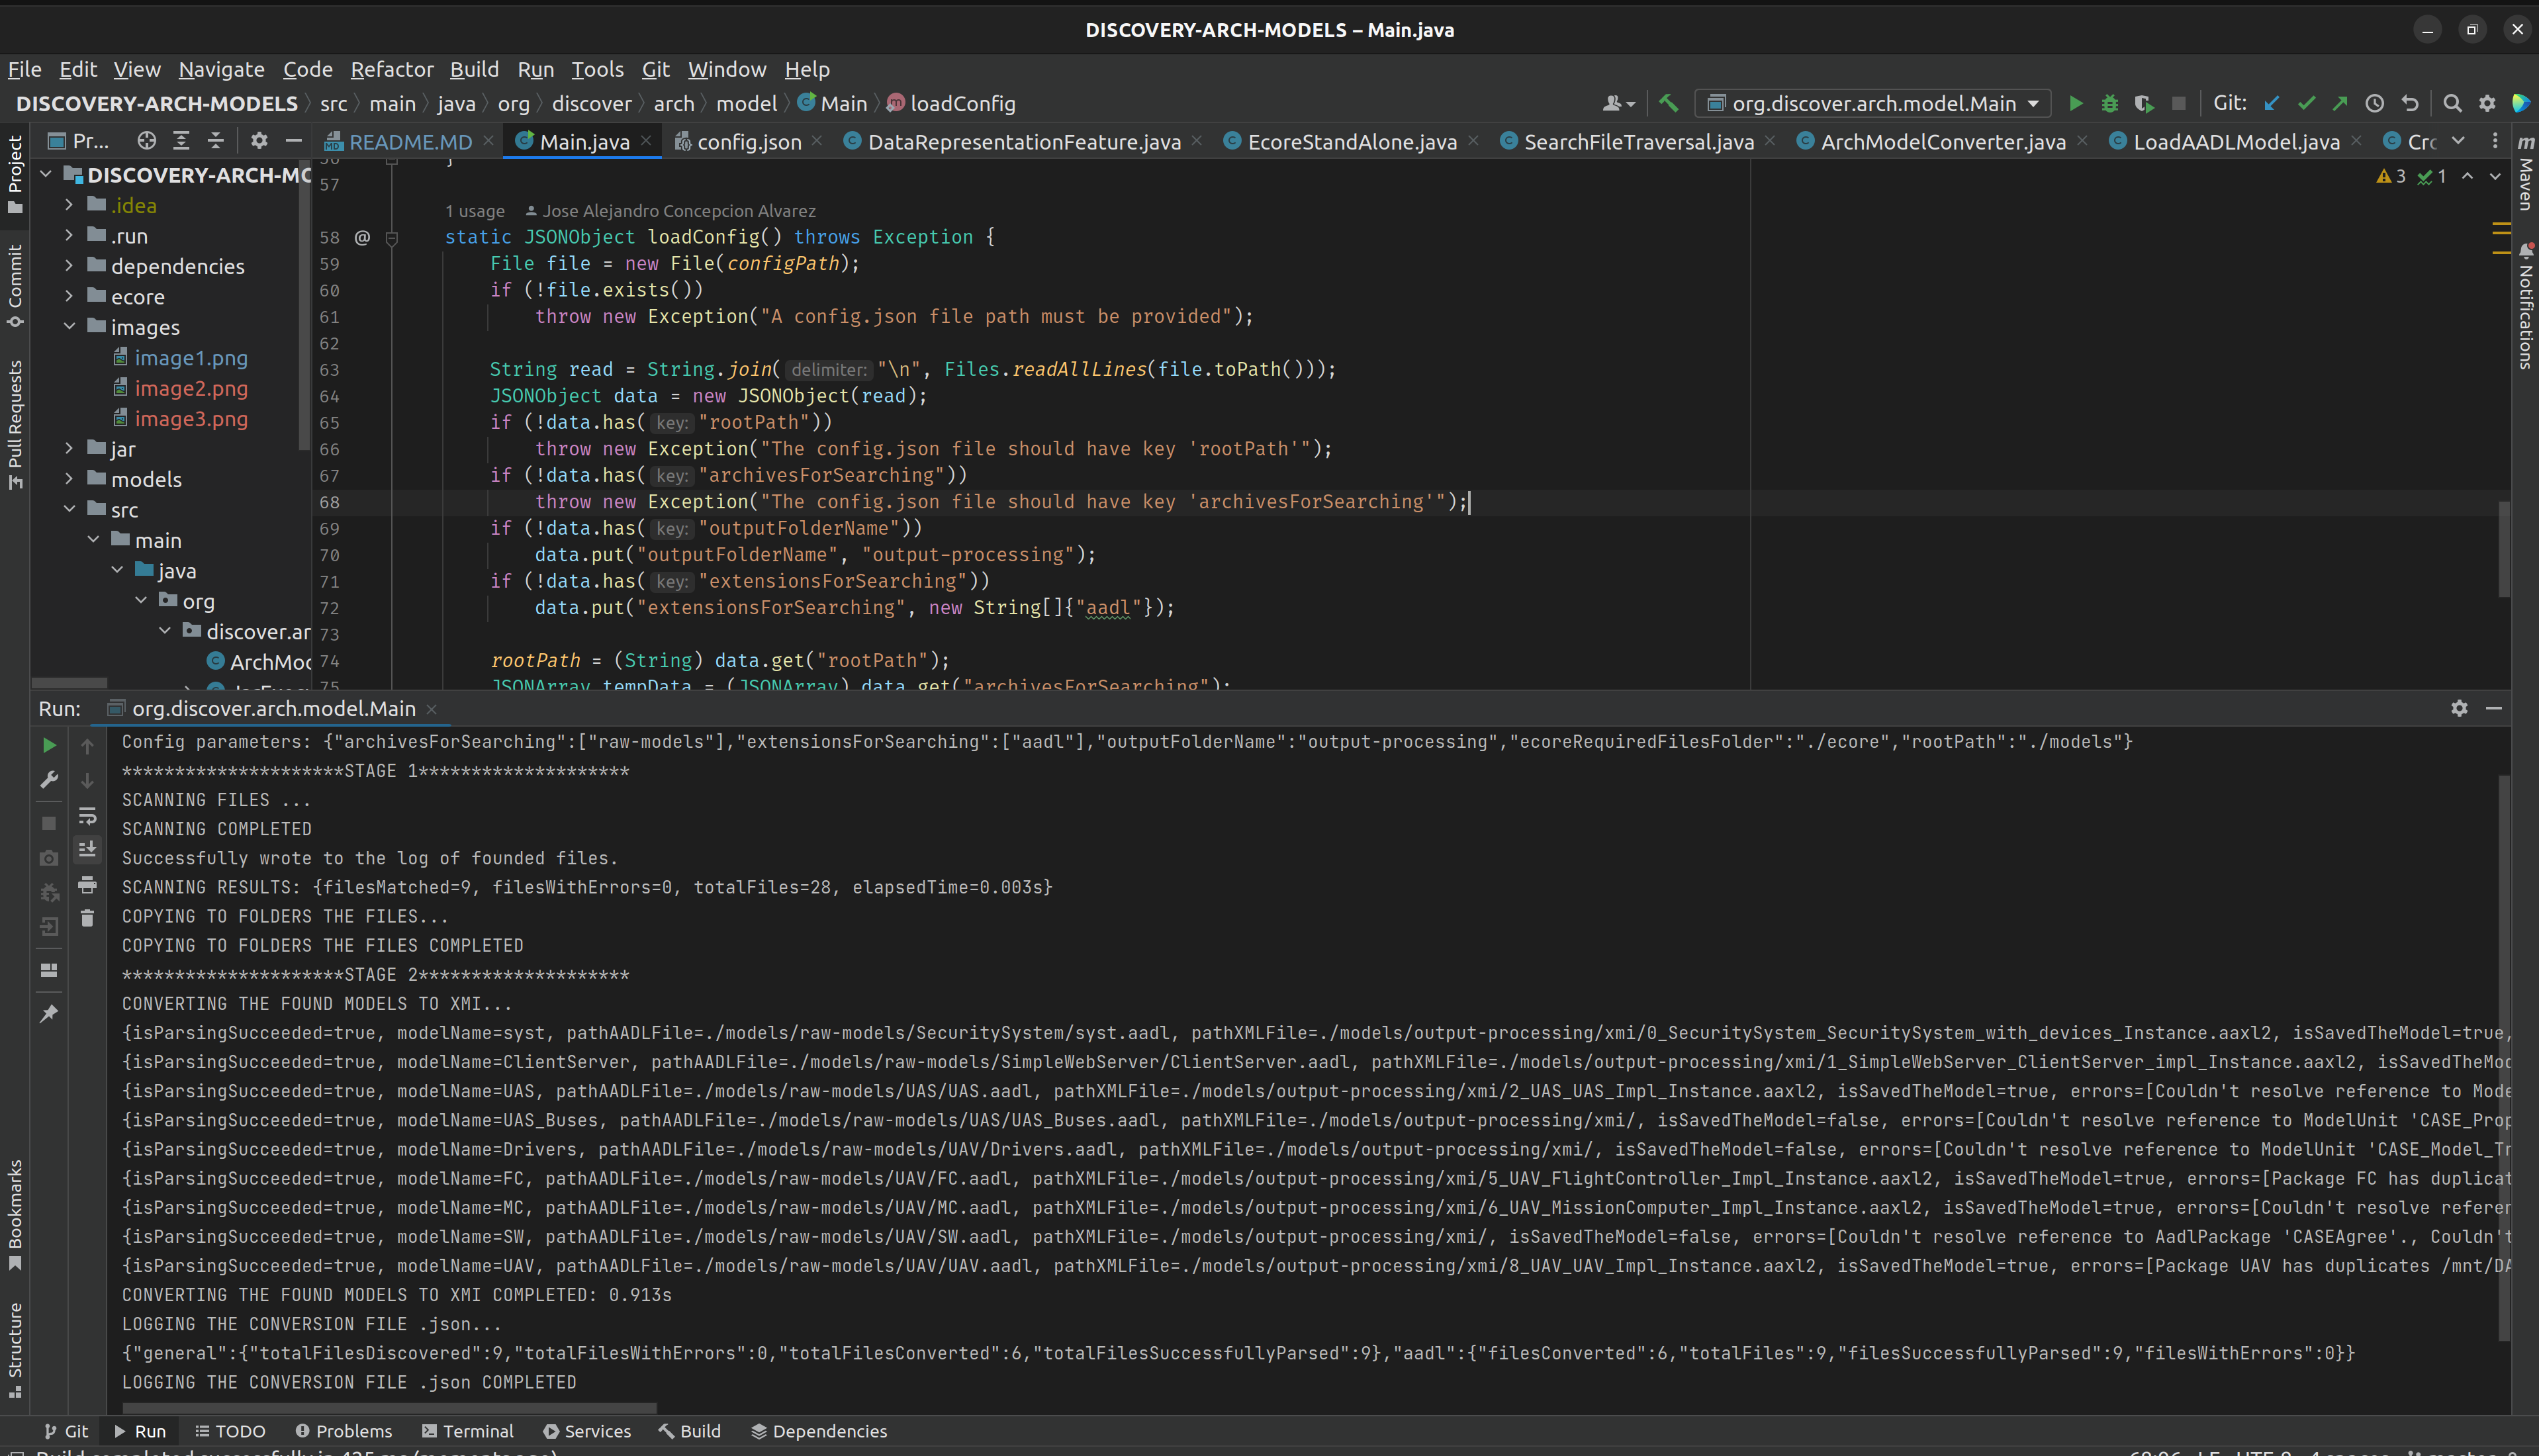 DISCOVERY-ARCH-MODELS – Main.java
File Edit View Navigate Code Refactor Build Run Tools Git Window Help
DISCOVERY-ARCH-MODELS src main java org discover arch model Main loadConfig
org.discover.arch.model.Main Git:
Pr... README.MD Main.java config.json DataRepresentationFeature.java EcoreStandAlone.java SearchFileTraversal.java ArchModelConverter.java LoadAADLModel.java
Project
Commit
Pull Requests
Bookmarks
Structure
Maven
Notifications
DISCOVERY-ARCH-MO
.idea
.run
dependencies
ecore
images
image1.png
image2.png
image3.png
jar
models
src
main
java
org
discover.ar
ArchMod
3 1
57
1 usage Jose Alejandro Concepcion Alvarez
58 @ static JSONObject loadConfig() throws Exception {
59 File file = new File(configPath);
60 if (!file.exists())
61 throw new Exception("A config.json file path must be provided");
62
63 String read = String.join( delimiter: "\n", Files.readAllLines(file.toPath()));
64 JSONObject data = new JSONObject(read);
65 if (!data.has( key: "rootPath"))
66 throw new Exception("The config.json file should have key 'rootPath'");
67 if (!data.has( key: "archivesForSearching"))
68 throw new Exception("The config.json file should have key 'archivesForSearching'");
69 if (!data.has( key: "outputFolderName"))
70 data.put("outputFolderName", "output-processing");
71 if (!data.has( key: "extensionsForSearching"))
72 data.put("extensionsForSearching", new String[]{"aadl"});
73
74 rootPath = (String) data.get("rootPath");
75 JSONArray tempData = (JSONArray) data.get("archivesForSearching");
Run: org.discover.arch.model.Main
Config parameters: {"archivesForSearching":["raw-models"],"extensionsForSearching":["aadl"],"outputFolderName":"output-processing","ecoreRequiredFilesFolder":"./ecore","rootPath":"./models"}
*********************STAGE 1********************
SCANNING FILES ...
SCANNING COMPLETED
Successfully wrote to the log of founded files.
SCANNING RESULTS: {filesMatched=9, filesWithErrors=0, totalFiles=28, elapsedTime=0.003s}
COPYING TO FOLDERS THE FILES...
COPYING TO FOLDERS THE FILES COMPLETED
*********************STAGE 2********************
CONVERTING THE FOUND MODELS TO XMI...
{isParsingSucceeded=true, modelName=syst, pathAADLFile=./models/raw-models/SecuritySystem/syst.aadl, pathXMLFile=./models/output-processing/xmi/0_SecuritySystem_SecuritySystem_with_devices_Instance.aaxl2, isSavedTheModel=true,
{isParsingSucceeded=true, modelName=ClientServer, pathAADLFile=./models/raw-models/SimpleWebServer/ClientServer.aadl, pathXMLFile=./models/output-processing/xmi/1_SimpleWebServer_ClientServer_impl_Instance.aaxl2, isSavedTheMod
{isParsingSucceeded=true, modelName=UAS, pathAADLFile=./models/raw-models/UAS/UAS.aadl, pathXMLFile=./models/output-processing/xmi/2_UAS_UAS_Impl_Instance.aaxl2, isSavedTheModel=true, errors=[Couldn't resolve reference to Mode
{isParsingSucceeded=true, modelName=UAS_Buses, pathAADLFile=./models/raw-models/UAS/UAS_Buses.aadl, pathXMLFile=./models/output-processing/xmi/, isSavedTheModel=false, errors=[Couldn't resolve reference to ModelUnit 'CASE_Prop
{isParsingSucceeded=true, modelName=Drivers, pathAADLFile=./models/raw-models/UAV/Drivers.aadl, pathXMLFile=./models/output-processing/xmi/, isSavedTheModel=false, errors=[Couldn't resolve reference to ModelUnit 'CASE_Model_Tr
{isParsingSucceeded=true, modelName=FC, pathAADLFile=./models/raw-models/UAV/FC.aadl, pathXMLFile=./models/output-processing/xmi/5_UAV_FlightController_Impl_Instance.aaxl2, isSavedTheModel=true, errors=[Package FC has duplicat
{isParsingSucceeded=true, modelName=MC, pathAADLFile=./models/raw-models/UAV/MC.aadl, pathXMLFile=./models/output-processing/xmi/6_UAV_MissionComputer_Impl_Instance.aaxl2, isSavedTheModel=true, errors=[Couldn't resolve referen
{isParsingSucceeded=true, modelName=SW, pathAADLFile=./models/raw-models/UAV/SW.aadl, pathXMLFile=./models/output-processing/xmi/, isSavedTheModel=false, errors=[Couldn't resolve reference to AadlPackage 'CASEAgree'., Couldn't
{isParsingSucceeded=true, modelName=UAV, pathAADLFile=./models/raw-models/UAV/UAV.aadl, pathXMLFile=./models/output-processing/xmi/8_UAV_UAV_Impl_Instance.aaxl2, isSavedTheModel=true, errors=[Package UAV has duplicates /mnt/DA
CONVERTING THE FOUND MODELS TO XMI COMPLETED: 0.913s
LOGGING THE CONVERSION FILE .json...
{"general":{"totalFilesDiscovered":9,"totalFilesWithErrors":0,"totalFilesConverted":6,"totalFilesSuccessfullyParsed":9},"aadl":{"filesConverted":6,"totalFiles":9,"filesSuccessfullyParsed":9,"filesWithErrors":0}}
LOGGING THE CONVERSION FILE .json COMPLETED
Git Run TODO Problems Terminal Services Build Dependencies